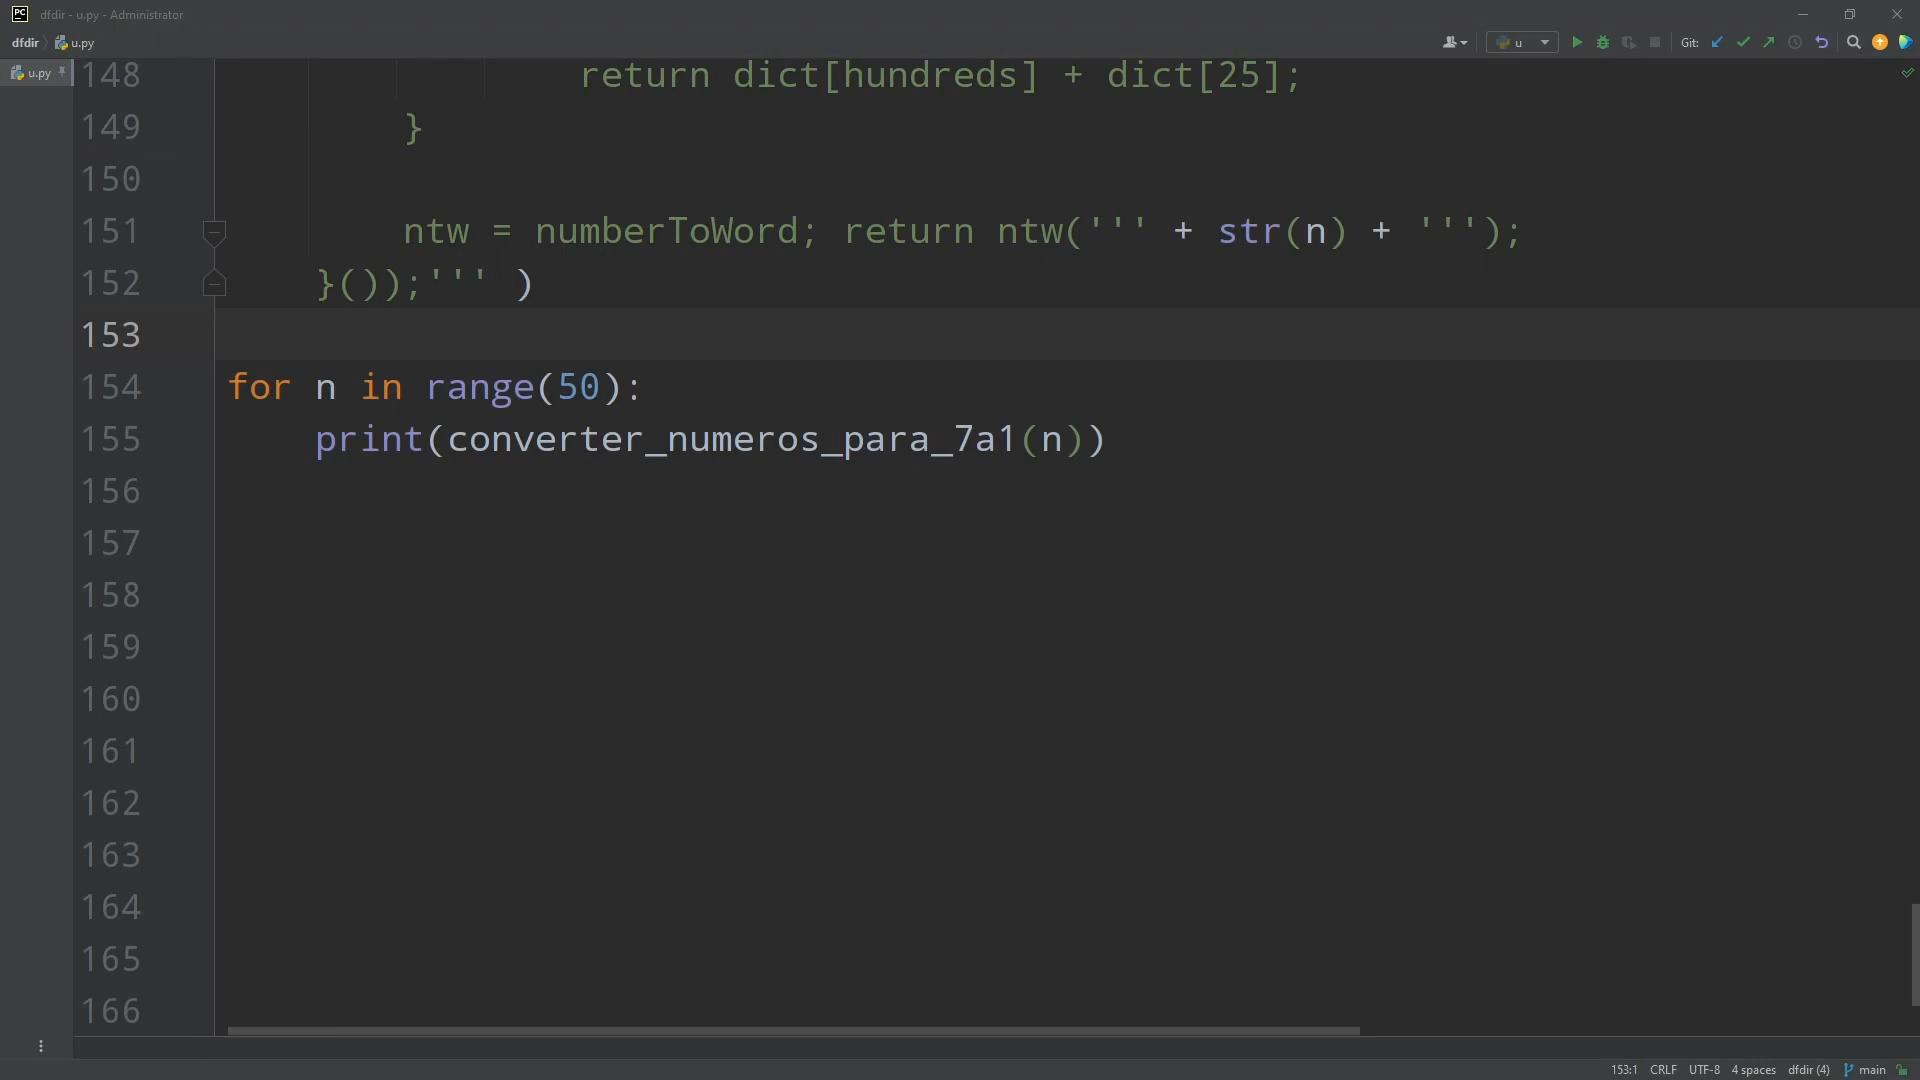 PC dfdir - u.py - Administrator
dfdir u.py u Git:
u.py
148 return dict[hundreds] + dict[25];
149 }
150
151 ntw = numberToWord; return ntw(''' + str(n) + ''');
152 }());''' )
153
154 for n in range(50):
155 print(converter_numeros_para_7a1(n))
156
157
158
159
160
161
162
163
164
165
166
153:1 CRLF UTF-8 4 spaces dfdir (4) main